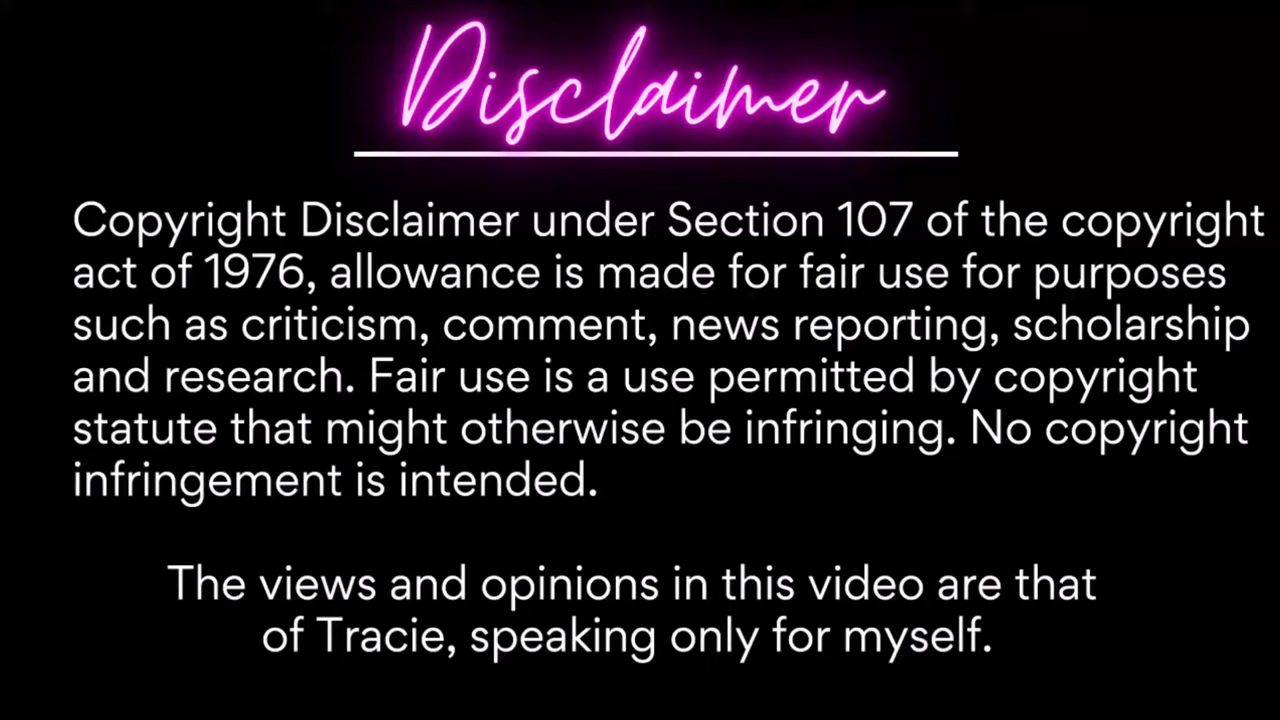 Disclaimer
Copyright Disclaimer under Section 107 of the copyright
act of 1976, allowance is made for fair use for purposes
such as criticism, comment, news reporting, scholarship
and research. Fair use is a use permitted by copyright
statute that might otherwise be infringing. No copyright
infringement is intended.
The views and opinions in this video are that
of Tracie, speaking only for myself.